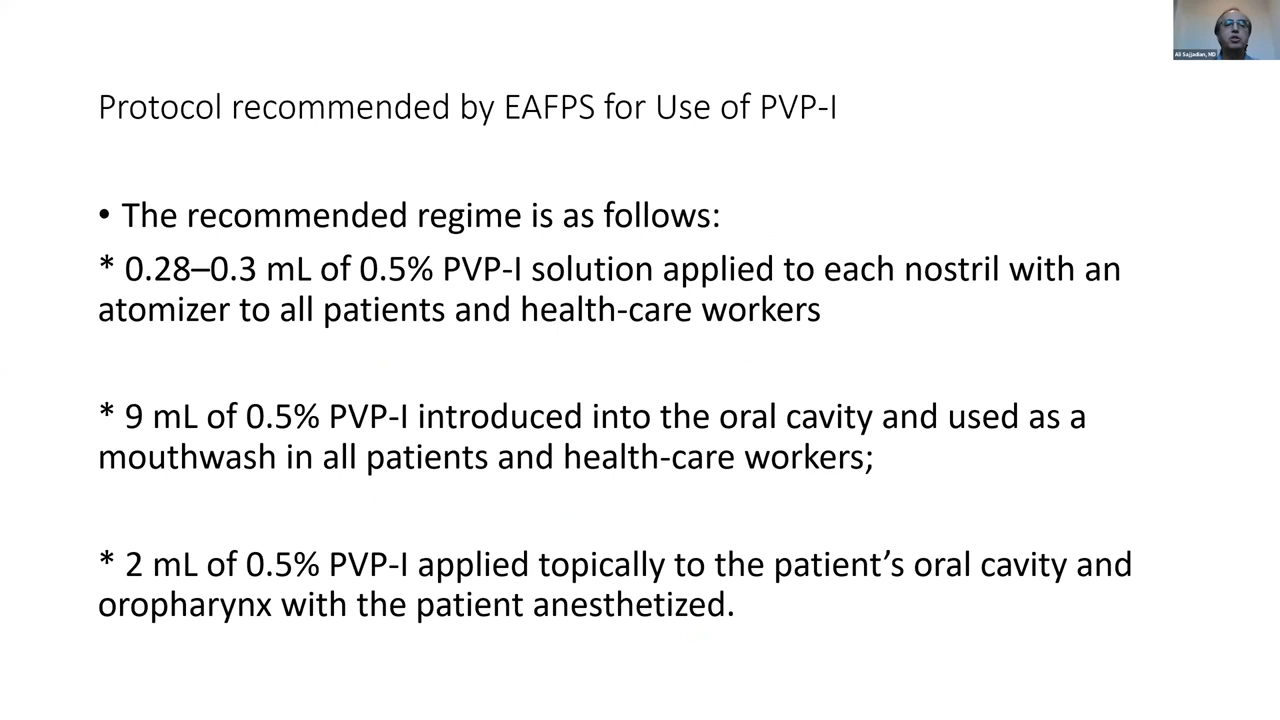 Ali Sajjadian, MD
Protocol recommended by EAFPS for Use of PVP-I
• The recommended regime is as follows:
* 0.28–0.3 mL of 0.5% PVP-I solution applied to each nostril with an
atomizer to all patients and health-care workers
* 9 mL of 0.5% PVP-I introduced into the oral cavity and used as a
mouthwash in all patients and health-care workers;
* 2 mL of 0.5% PVP-I applied topically to the patient’s oral cavity and
oropharynx with the patient anesthetized.